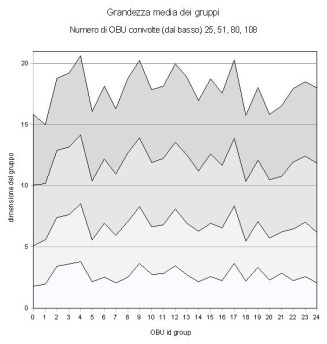 Grandezza media dei gruppi
Numero di OBU conivolte (dal basso) 25, 51, 80, 108
20
15
10
5
0
dimensione del gruppo
0 1 2 3 4 5 6 7 8 9 10 11 12 13 14 15 16 17 18 19 20 21 22 23 24
OBU id group